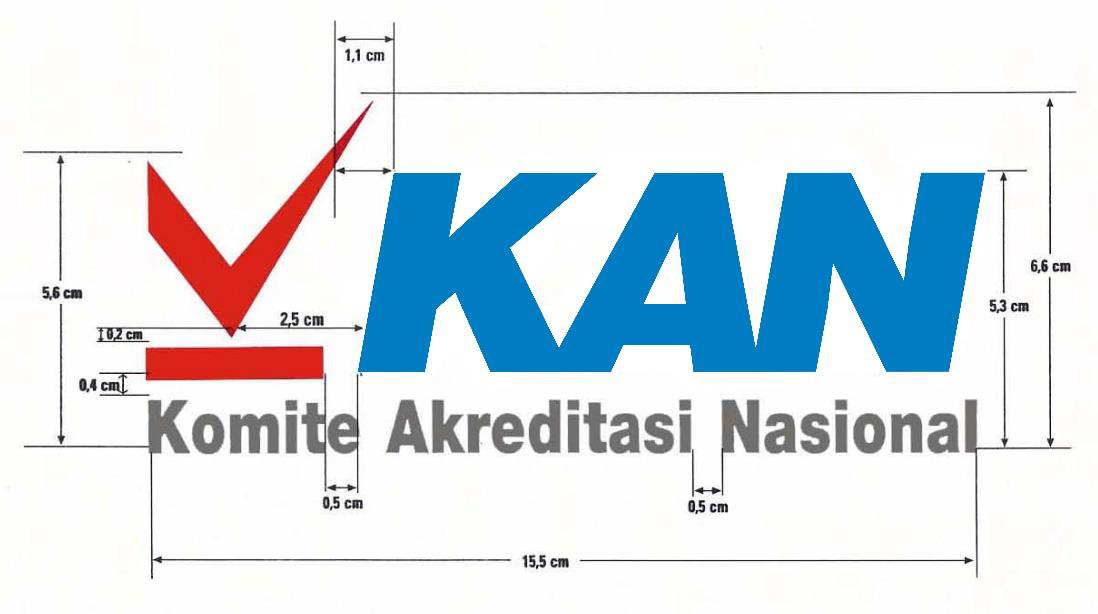 1,1 cm
KAN
6,6 cm
5,6 cm
5,3 cm
2,5 cm
0,2 cm
0,4 cm
Komite Akreditasi Nasional
0,5 cm
0,5 cm
15,5 cm